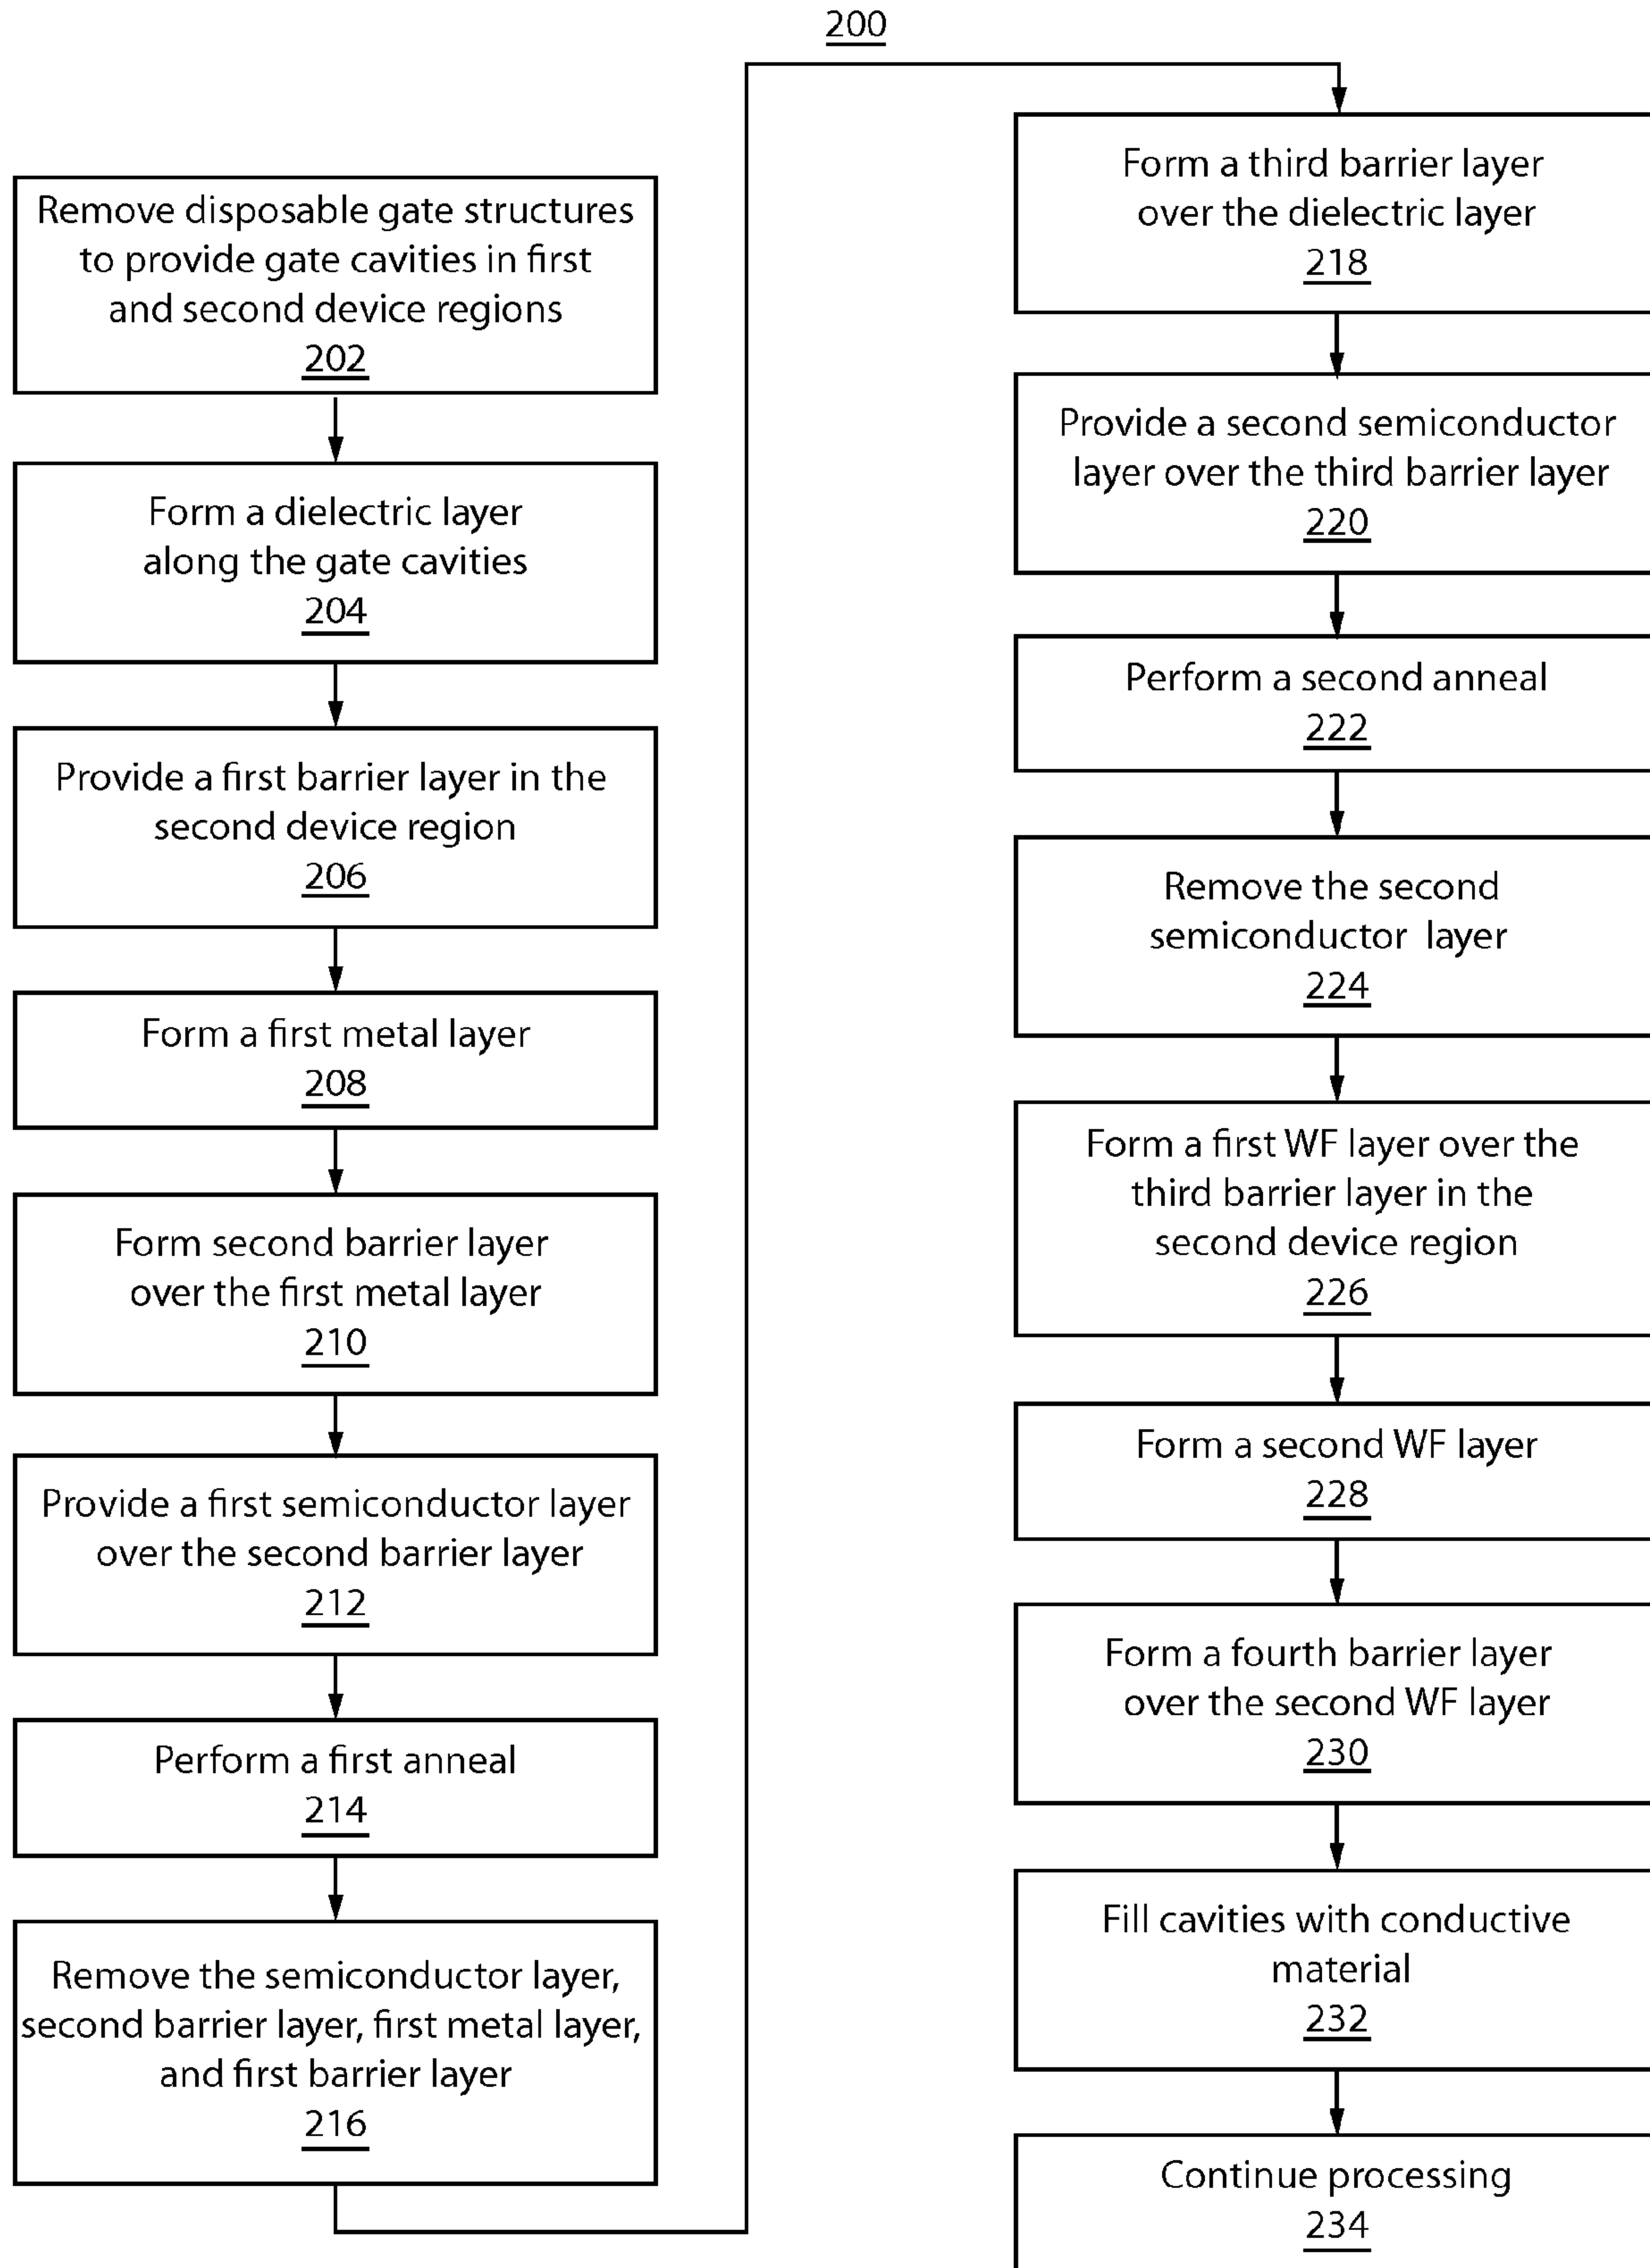 200
Remove disposable gate structures
to provide gate cavities in first
and second device regions
202
Form a dielectric layer
along the gate cavities
204
Provide a first barrier layer in the
second device region
206
Form a first metal layer
208
Form second barrier layer
over the first metal layer
210
Provide a first semiconductor layer
over the second barrier layer
212
Perform a first anneal
214
Remove the semiconductor layer,
second barrier layer, first metal layer,
and first barrier layer
216
Form a third barrier layer
over the dielectric layer
218
Provide a second semiconductor
layer over the third barrier layer
220
Perform a second anneal
222
Remove the second
semiconductor layer
224
Form a first WF layer over the
third barrier layer in the
second device region
226
Form a second WF layer
228
Form a fourth barrier layer
over the second WF layer
230
Fill cavities with conductive
material
232
Continue processing
234